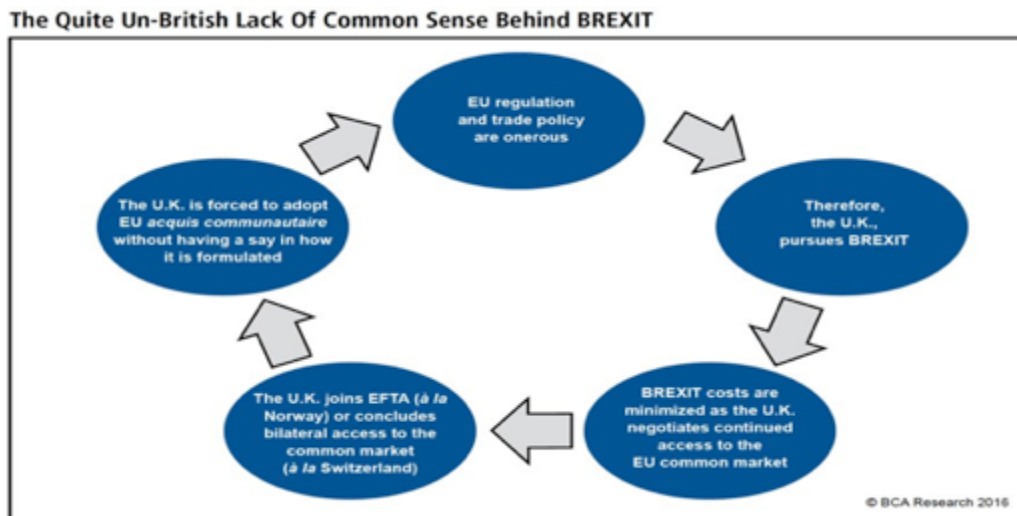 The Quite Un-British Lack Of Common Sense Behind BREXIT
EU regulation
and trade policy
are onerous
Therefore,
the U.K.,
pursues BREXIT
BREXIT costs are
minimized as the U.K.
negotiates continued
access to the
EU common market
The U.K. joins EFTA (à la
Norway) or concludes
bilateral access to the
common market
(à la Switzerland)
The U.K. is forced to adopt
EU acquis communautaire
without having a say in how
it is formulated
© BCA Research 2016